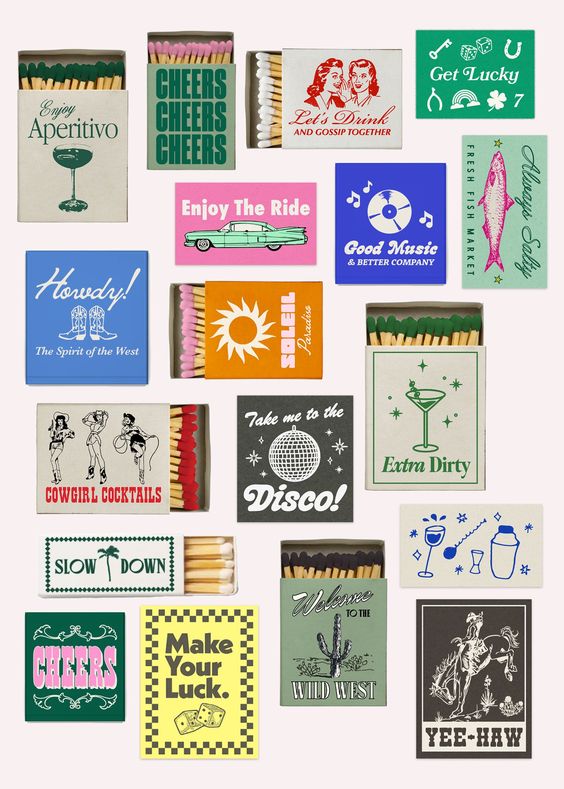 Enjoy
Aperitivo
CHEERS
CHEERS
CHEERS
Let's Drink
AND GOSSIP TOGETHER
Get Lucky
7
Enjoy The Ride
Good Music
& BETTER COMPANY
Always Salty
FRESH FISH MARKET
Howdy!
The Spirit of the West
SOLEIL
Paradiso
Extra Dirty
COWGIRL COCKTAILS
Take me to the
Disco!
SLOW DOWN
CHEERS
Make
Your
Luck.
Welcome
TO THE
WILD WEST
YEE-HAW